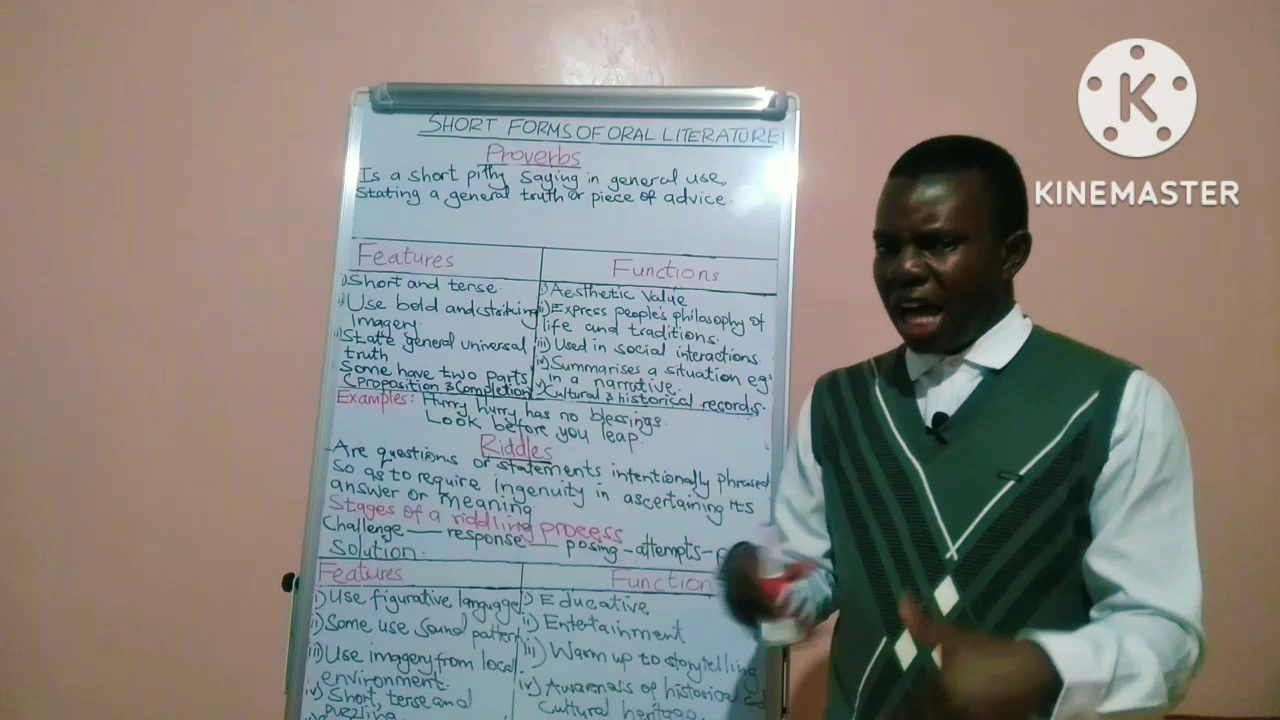 SHORT FORMS OF ORAL LITERATURE
Proverbs
Is a short pithy saying in general use,
stating a general truth or piece of advice.
Features
Functions
i) Short and terse
ii) Use bold and striking
Imagery
iii) State general universal
truth
Some have two parts
(Proposition & Completion
i) Aesthetic Value
ii) Express people's philosophy of
life and traditions.
iii) Used in social interactions.
iv) Summarises a situation eg
in a narrative.
v) Cultural & historical records.
Examples: Hurry hurry has no blessings.
Look before you leap
Riddles
- Are questions or statements intentionally phrased
so as to require Ingenuity in ascertaining its
answer or meaning
Stages of a riddling process
Challenge — response — posing - attempts -
Solution.
Features
Function
i) Use figurative language
ii) Some use sound pattern
iii) Use imagery from local
environment.
iv) Short, terse and
puzzling
i) Educative
ii) Entertainment
iii) Warm up to storytelling
iv) Awarness of historical and
cultural heritage.
K
KINEMASTER